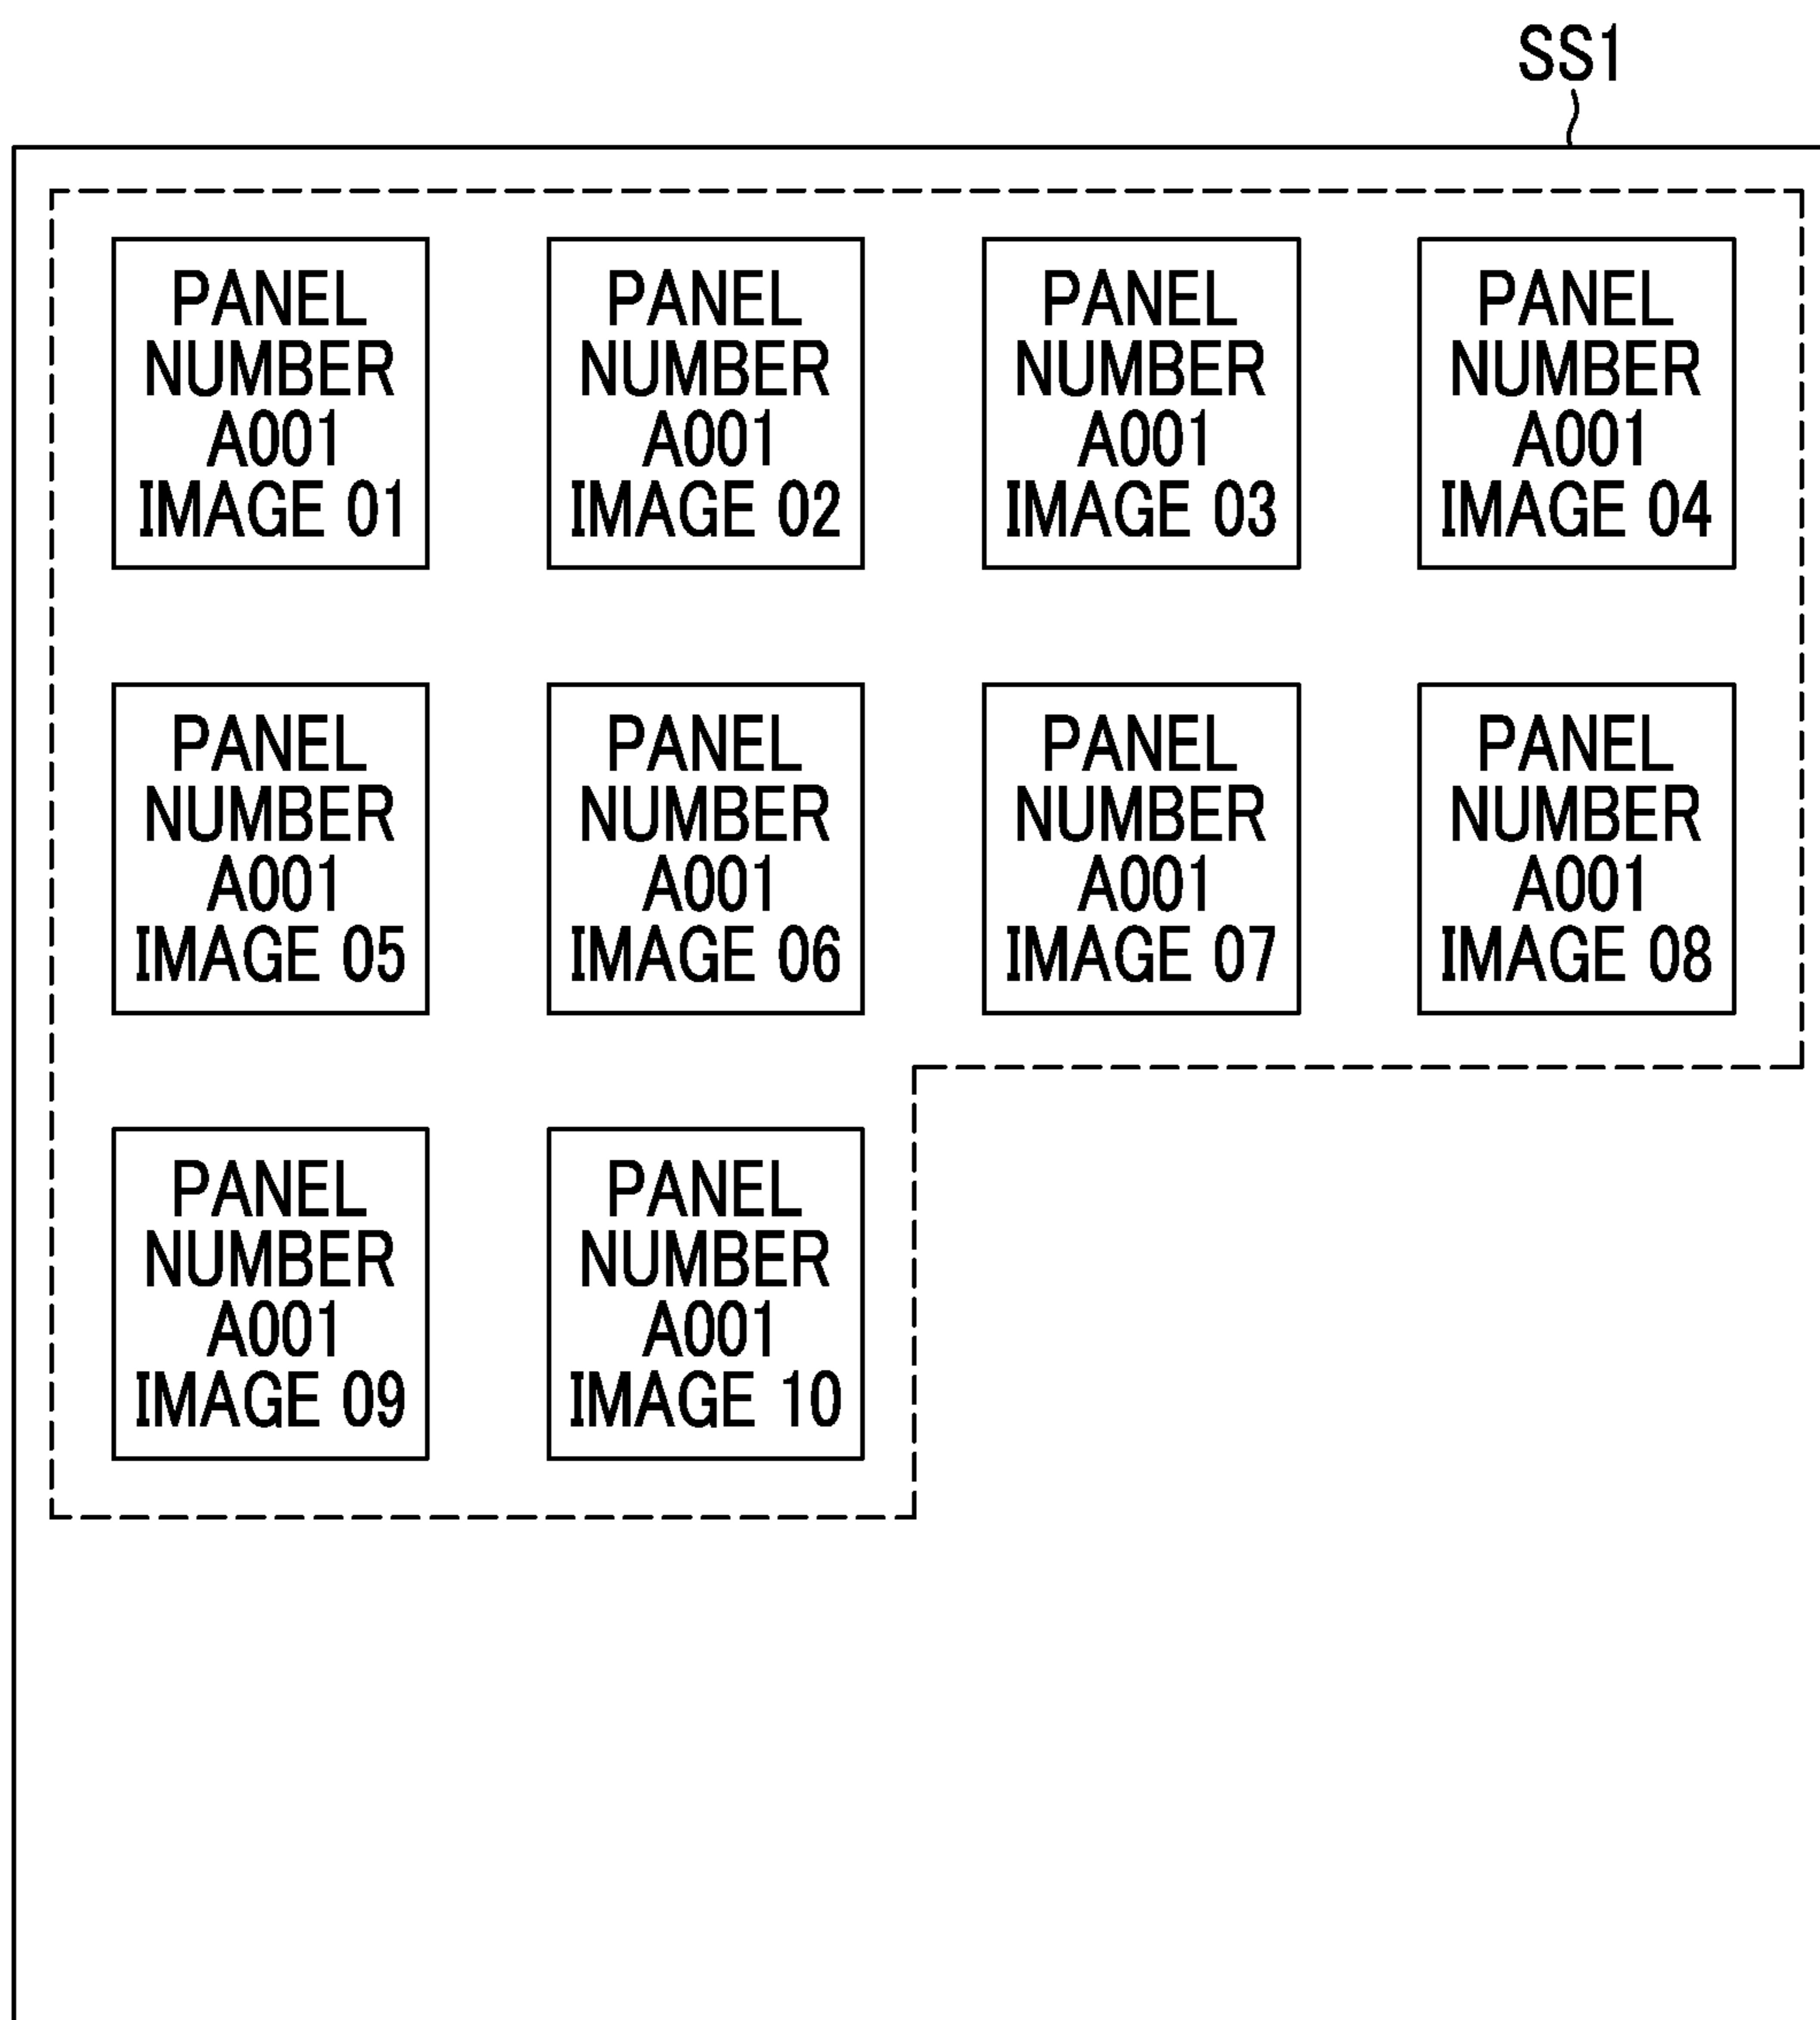 SS1
PANEL
NUMBER
A001
IMAGE 01
PANEL
NUMBER
A001
IMAGE 02
PANEL
NUMBER
A001
IMAGE 03
PANEL
NUMBER
A001
IMAGE 04
PANEL
NUMBER
A001
IMAGE 05
PANEL
NUMBER
A001
IMAGE 06
PANEL
NUMBER
A001
IMAGE 07
PANEL
NUMBER
A001
IMAGE 08
PANEL
NUMBER
A001
IMAGE 09
PANEL
NUMBER
A001
IMAGE 10